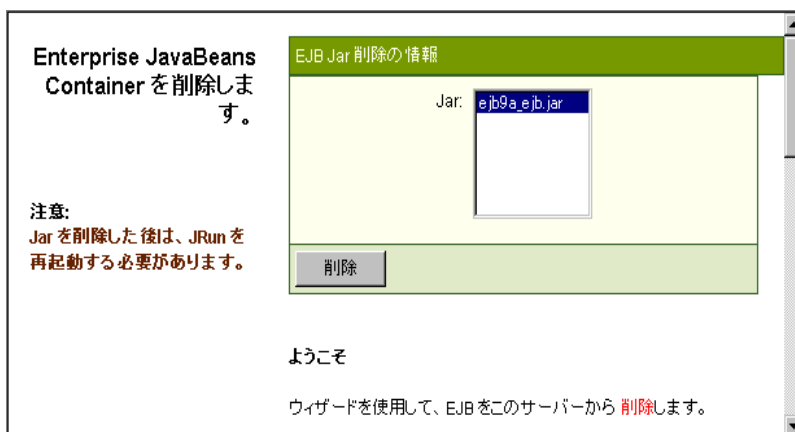 Enterprise JavaBeans
Container を削除しま
す。
注意:
Jar を削除した後は、JRun を
再起動する必要があります。
EJB Jar 削除の情報
Jar:
ejb9a_ejb.jar
削除
ようこそ
ウィザードを使用して、EJB をこのサーバーから 削除します。